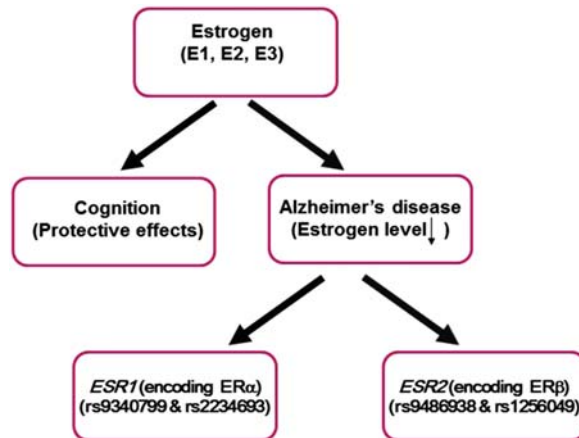 Estrogen
(E1, E2, E3)
Cognition
(Protective effects)
Alzheimer's disease
(Estrogen level↓ )
ESR1 (encoding ERα)
(rs9340799 & rs2234693)
ESR2 (encoding ERβ)
(rs9486938 & rs1256049)